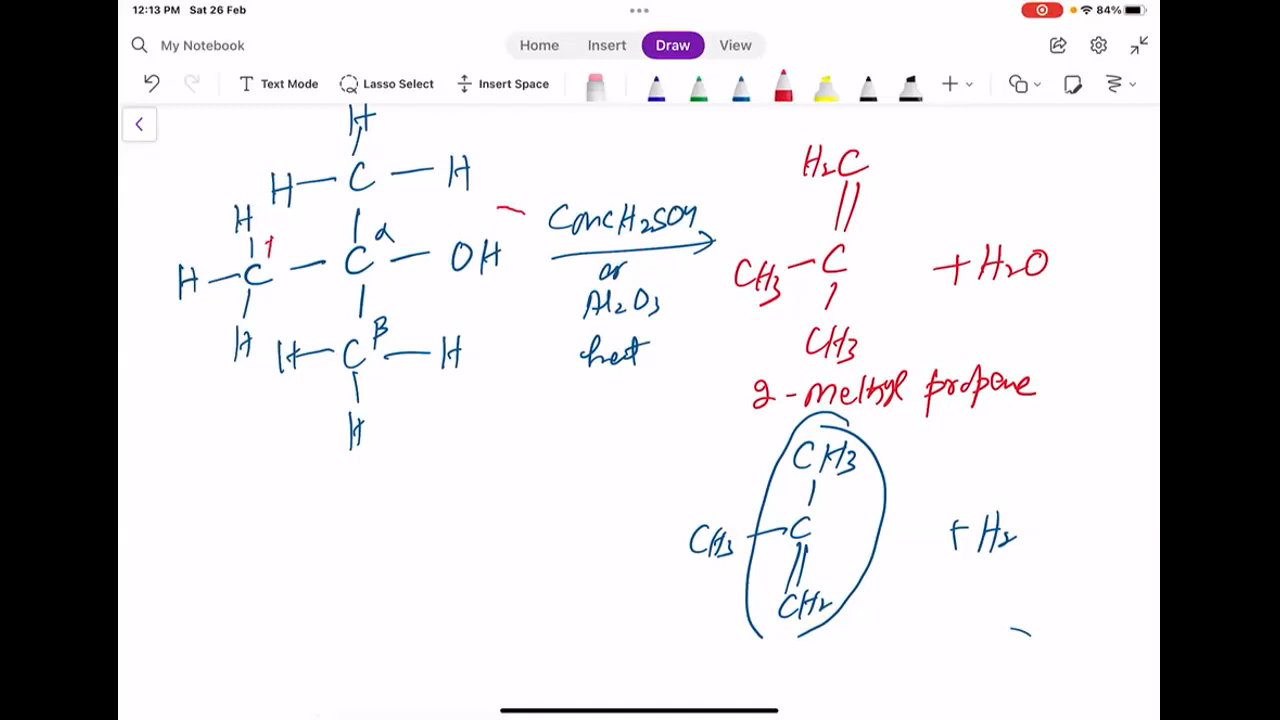 12:13 PM Sat 26 Feb
84%
My Notebook
Home Insert Draw View
Text Mode Lasso Select Insert Space
H
H — C — H
H
H — C 1 — C α — OH
H
H — C β — H
H
Conc H2SO4
or
Al2O3
heat
H2C
CH3 — C + H2O
CH3
2 - methyl propene
CH3
CH3 — C + H2
CH2